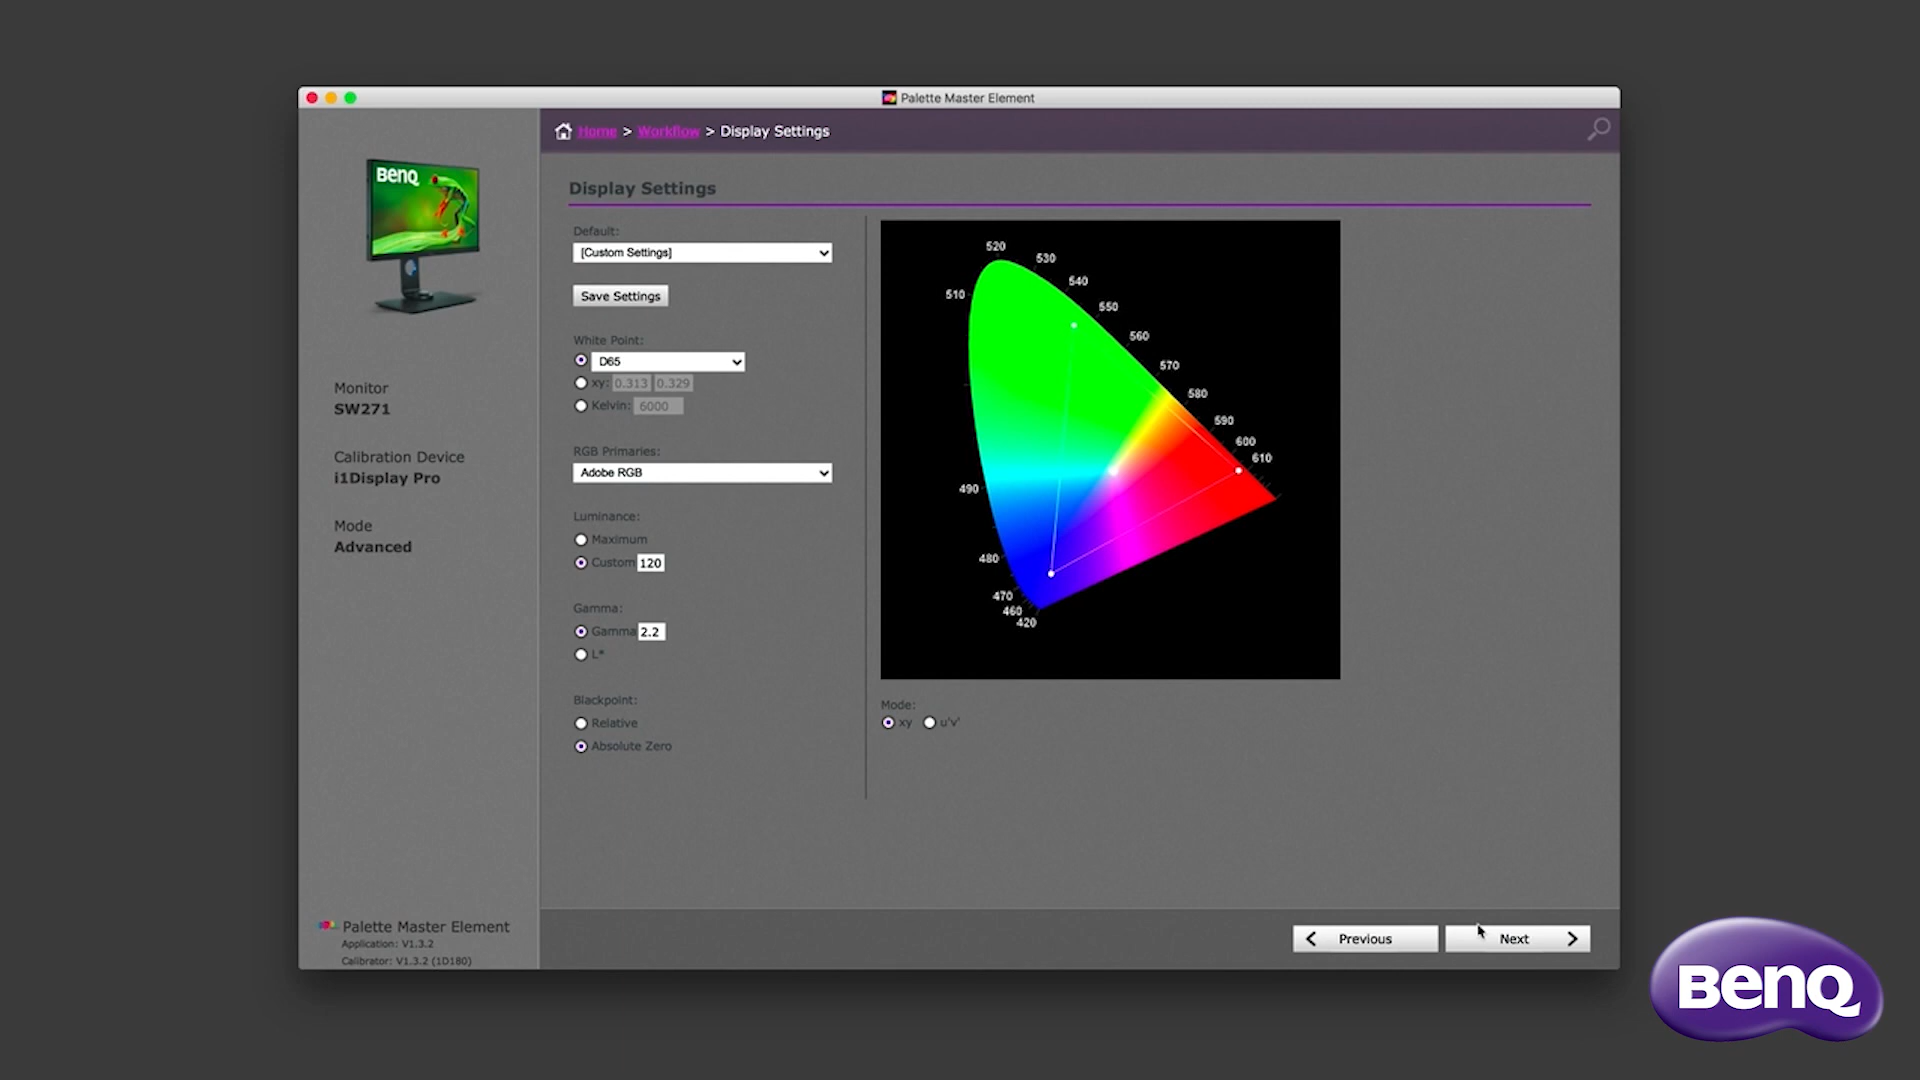 Palette Master Element
Home > Workflow > Display Settings
BenQ
Monitor
SW271
Calibration Device
i1Display Pro
Mode
Advanced
Palette Master Element
Application: V1.3.2
Calibrator: V1.3.2 (1D180)
Display Settings
Default:
[Custom Settings]
Save Settings
White Point:
D65
xy: 0.313 0.329
Kelvin: 6000
RGB Primaries:
Adobe RGB
Luminance:
Maximum
Custom 120
Gamma:
Gamma 2.2
L*
Blackpoint:
Relative
Absolute Zero
520
530
540
510
550
560
570
580
590
600
610
490
480
470
460
420
Mode:
xy u'v'
Previous
Next
BenQ